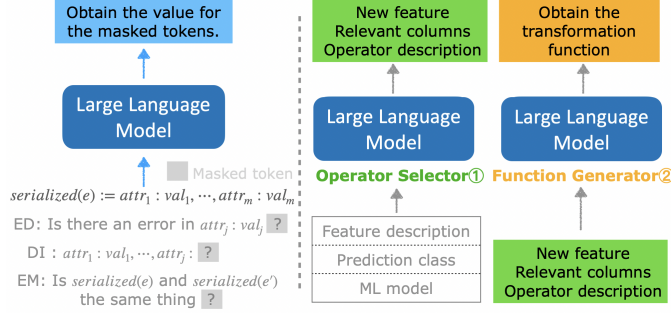 Obtain the value for
the masked tokens.
Large Language
Model
Masked token
serialized(e) := attr₁ : val₁, ⋯, attrₘ : valₘ
ED: Is there an error in attrⱼ : valⱼ ?
DI : attr₁ : val₁, ⋯, attrⱼ : ?
EM: Is serialized(e) and serialized(e′)
the same thing ?
New feature
Relevant columns
Operator description
Large Language
Model
Operator Selector①
Feature description
Prediction class
ML model
Obtain the
transformation
function
Large Language
Model
Function Generator②
New feature
Relevant columns
Operator description